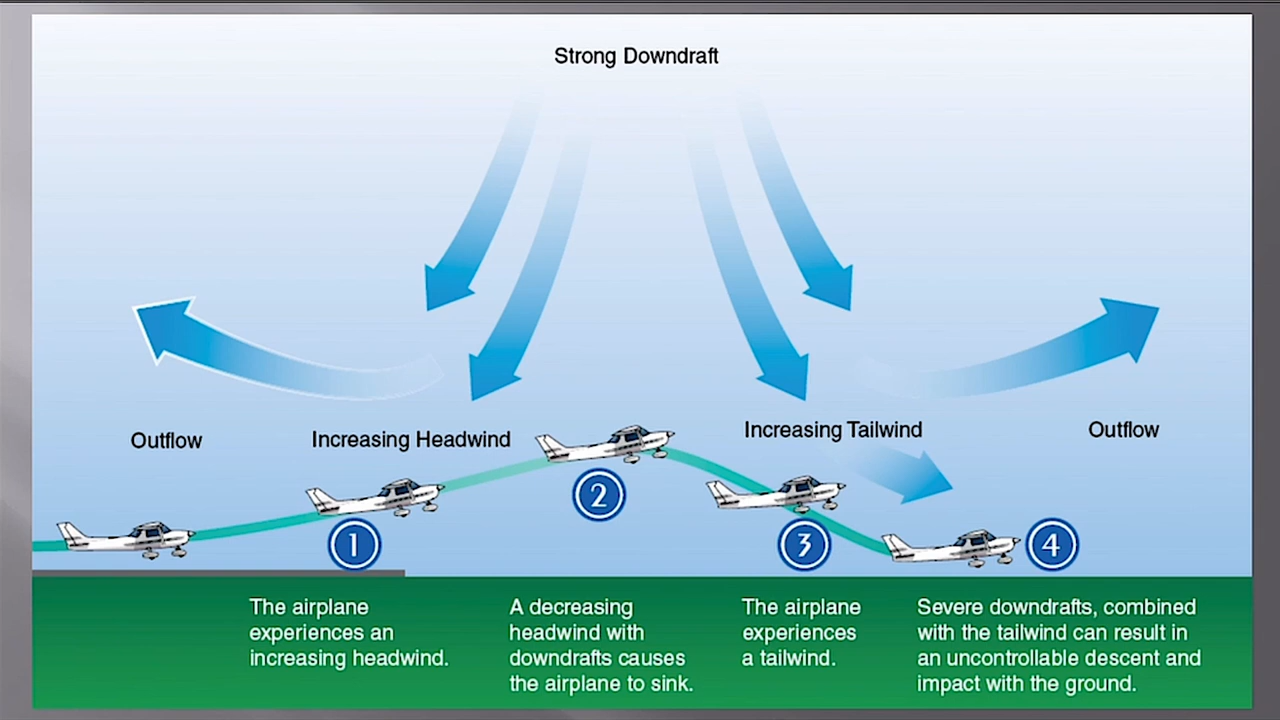 Strong Downdraft
Outflow
Increasing Headwind
Increasing Tailwind
Outflow
1
2
3
4
The airplane
experiences an
increasing headwind.
A decreasing
headwind with
downdrafts causes
the airplane to sink.
The airplane
experiences
a tailwind.
Severe downdrafts, combined
with the tailwind can result in
an uncontrollable descent and
impact with the ground.